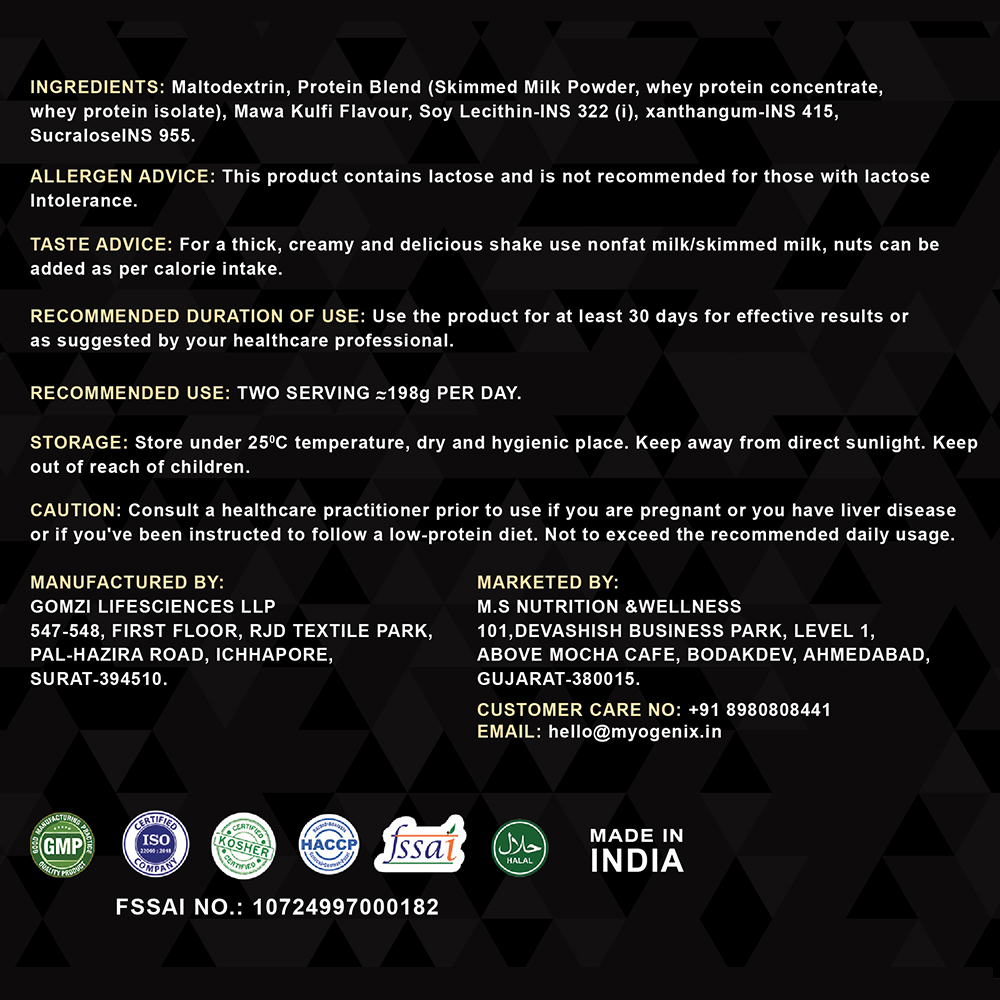 INGREDIENTS: Maltodextrin, Protein Blend (Skimmed Milk Powder, whey protein concentrate,
whey protein isolate), Mawa Kulfi Flavour, Soy Lecithin-INS 322 (i), xanthangum-INS 415,
SucraloseINS 955.
ALLERGEN ADVICE: This product contains lactose and is not recommended for those with lactose
Intolerance.
TASTE ADVICE: For a thick, creamy and delicious shake use nonfat milk/skimmed milk, nuts can be
added as per calorie intake.
RECOMMENDED DURATION OF USE: Use the product for at least 30 days for effective results or
as suggested by your healthcare professional.
RECOMMENDED USE: TWO SERVING ≈198g PER DAY.
STORAGE: Store under 25⁰C temperature, dry and hygienic place. Keep away from direct sunlight. Keep
out of reach of children.
CAUTION: Consult a healthcare practitioner prior to use if you are pregnant or you have liver disease
or if you've been instructed to follow a low-protein diet. Not to exceed the recommended daily usage.
MANUFACTURED BY:
GOMZI LIFESCIENCES LLP
547-548, FIRST FLOOR, RJD TEXTILE PARK,
PAL-HAZIRA ROAD, ICHHAPORE,
SURAT-394510.
MARKETED BY:
M.S NUTRITION &WELLNESS
101,DEVASHISH BUSINESS PARK, LEVEL 1,
ABOVE MOCHA CAFE, BODAKDEV, AHMEDABAD,
GUJARAT-380015.
CUSTOMER CARE NO: +91 8980808441
EMAIL: hello@myogenix.in
GOOD MANUFACTURING PRACTICE
GMP
QUALITY PRODUCT
CERTIFIED
ISO
22000 : 2018
COMPANY
CERTIFIED
KOSHER
CERTIFIED
HACCP
fssai
حلال
HALAL
MADE IN
INDIA
FSSAI NO.: 10724997000182